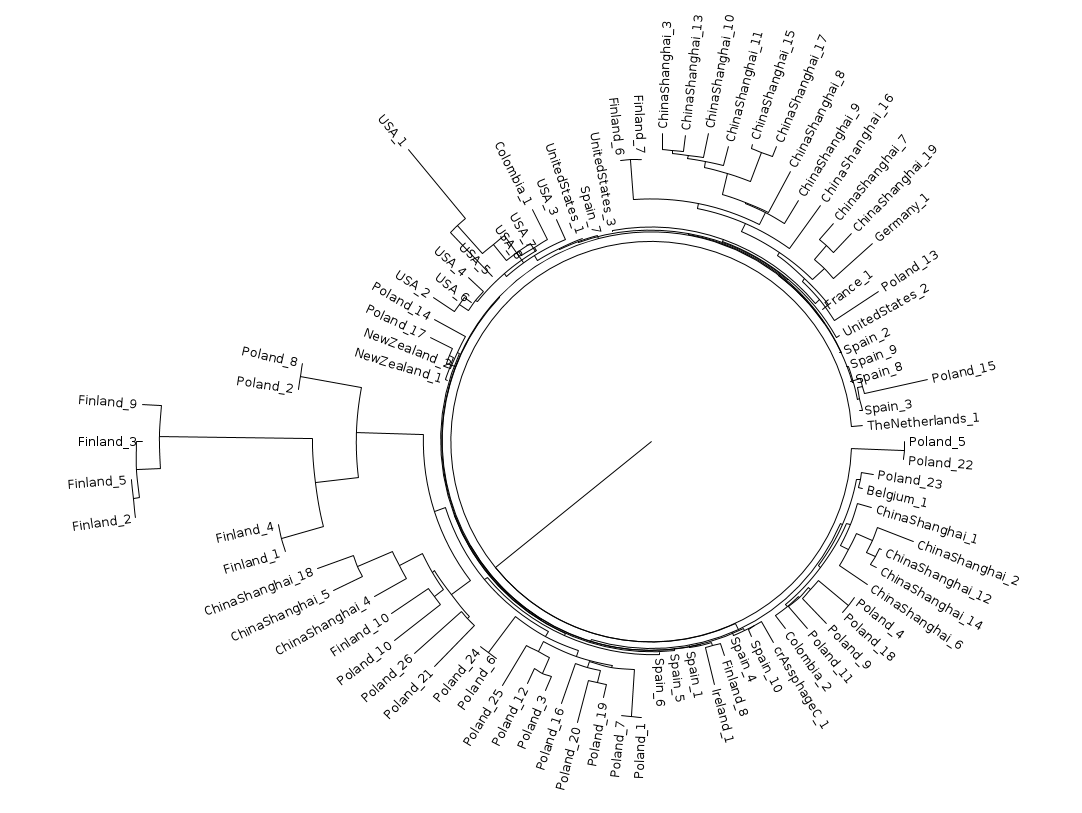 ChinaShanghai_3
ChinaShanghai_13
ChinaShanghai_10
ChinaShanghai_11
ChinaShanghai_15
ChinaShanghai_17
ChinaShanghai_8
ChinaShanghai_9
ChinaShanghai_16
ChinaShanghai_7
ChinaShanghai_19
Germany_1
France_1
Poland_13
UnitedStates_2
Spain_2
Spain_9
Spain_8
Poland_15
Spain_3
TheNetherlands_1
Poland_5
Poland_22
Poland_23
Belgium_1
ChinaShanghai_1
ChinaShanghai_2
ChinaShanghai_12
ChinaShanghai_14
ChinaShanghai_6
Poland_4
Poland_18
Poland_9
Poland_11
Colombia_2
crAssphageC_1
Spain_10
Spain_4
Finland_8
Ireland_1
Spain_1
Spain_5
Spain_6
Poland_1
Poland_7
Poland_19
Poland_20
Poland_16
Poland_3
Poland_12
Poland_25
Poland_6
Poland_24
Poland_21
Poland_26
Poland_10
Finland_10
ChinaShanghai_4
ChinaShanghai_5
ChinaShanghai_18
Finland_1
Finland_4
Finland_2
Finland_5
Finland_3
Finland_9
Poland_2
Poland_8
NewZealand_1
Poland_17
Poland_14
USA_2
USA_6
USA_4
USA_5
USA_1
USA_7
Colombia_1
USA_3
UnitedStates_1
Spain_7
UnitedStates_3
Finland_6
Finland_7